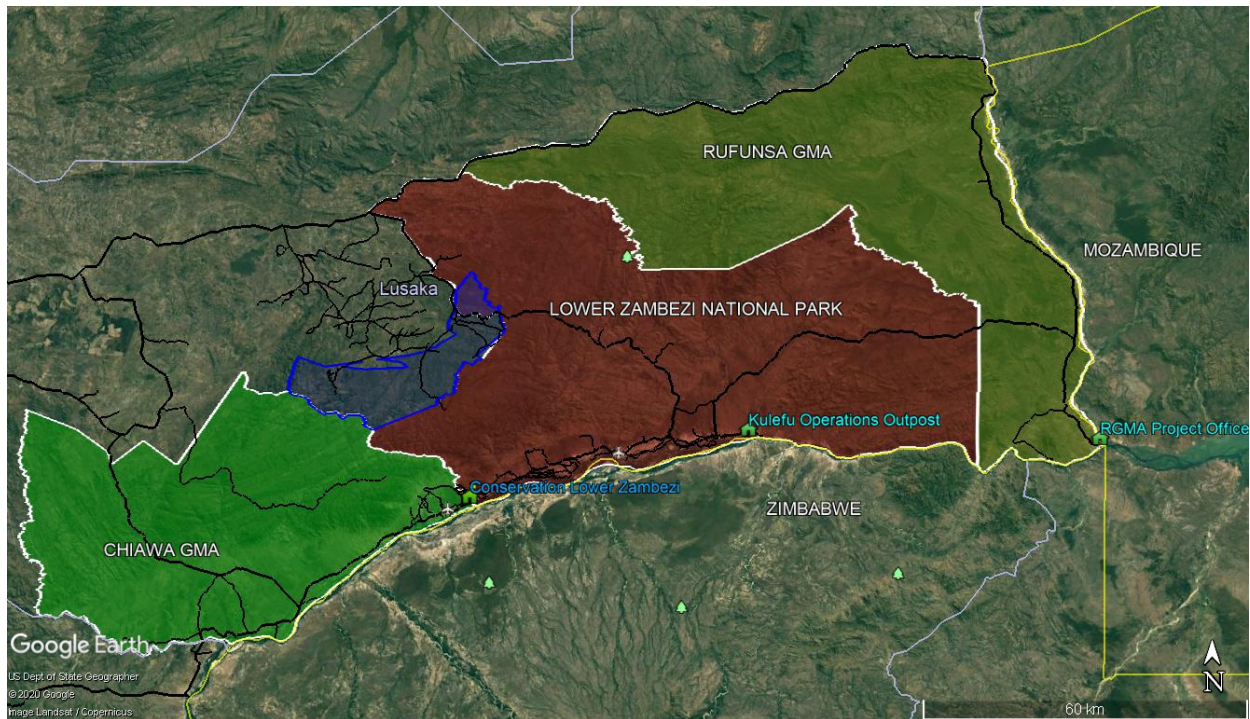 RUFUNSA GMA
MOZAMBIQUE
Lusaka
LOWER ZAMBEZI NATIONAL PARK
Kulefu Operations Outpost
RGMA Project Office
Conservation Lower Zambezi
ZIMBABWE
CHIAWA GMA
Google Earth
US Dept of State Geographer
© 2020 Google
Image Landsat / Copernicus
N
60 km